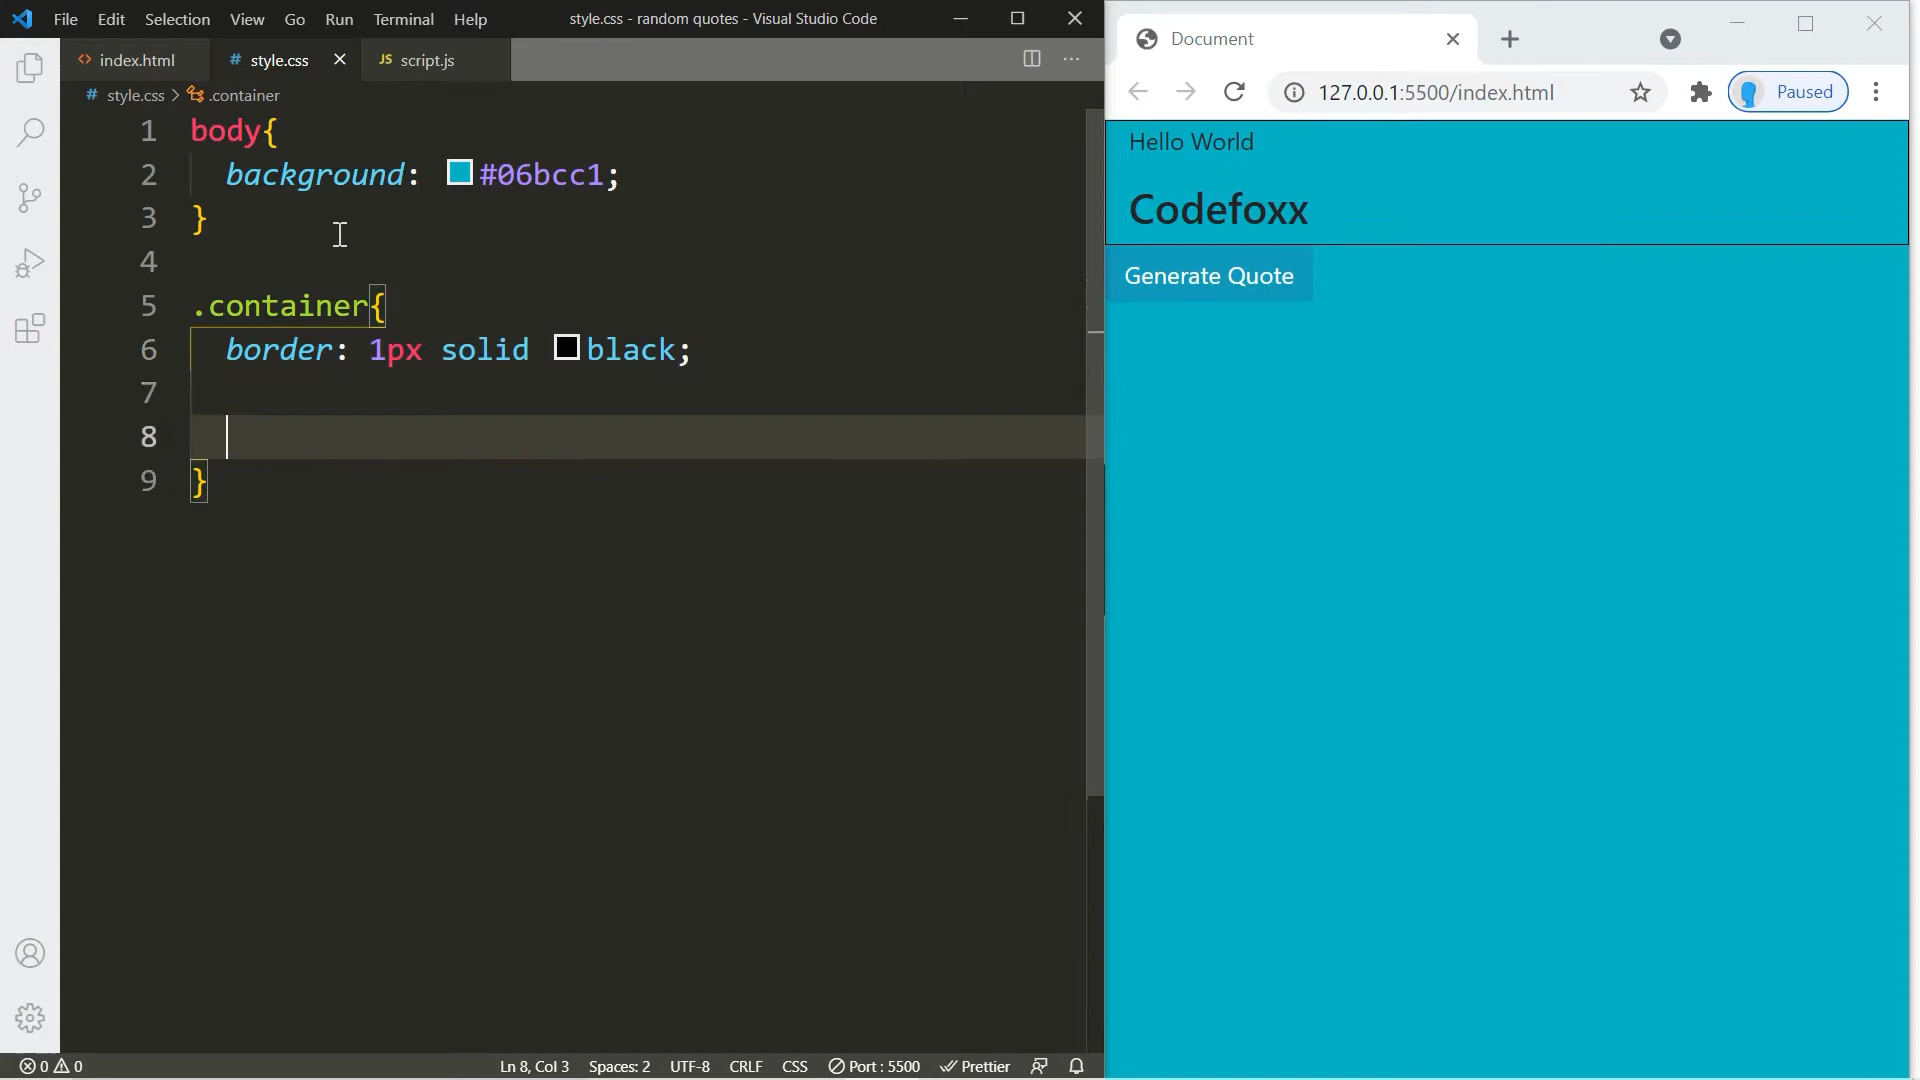 File Edit Selection View Go Run Terminal Help style.css - random quotes - Visual Studio Code
index.html # style.css JS script.js
# style.css > .container
1 body{
2 background: #06bcc1;
3 }
4
5 .container{
6 border: 1px solid black;
7
8
9 }
0 0 Ln 8, Col 3 Spaces: 2 UTF-8 CRLF CSS Port : 5500 Prettier
Document
127.0.0.1:5500/index.html Paused
Hello World
Codefoxx
Generate Quote